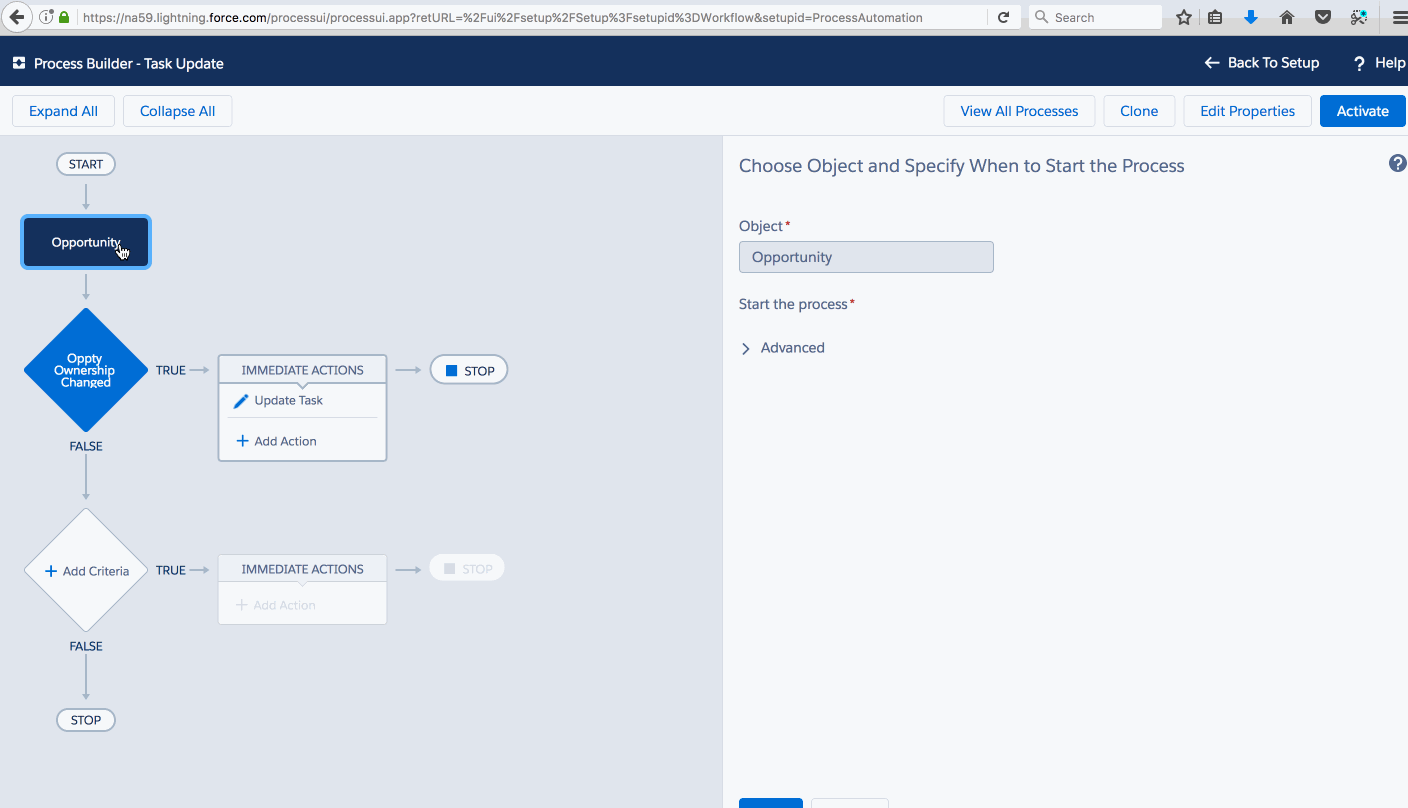 https://na59.lightning.force.com/processui/processui.app?retURL=%2Fui%2Fsetup%2FSetup%3Fsetupid%3DWorkflow&setupid=ProcessAutomation
Search
Process Builder - Task Update
Back To Setup
? Help
Expand All
Collapse All
View All Processes
Clone
Edit Properties
Activate
START
Choose Object and Specify When to Start the Process
?
Object*
Opportunity
Opportunity
Start the process*
Advanced
Oppty
Ownership
Changed
TRUE
IMMEDIATE ACTIONS
STOP
Update Task
+ Add Action
FALSE
+ Add Criteria
TRUE
IMMEDIATE ACTIONS
STOP
+ Add Action
FALSE
STOP